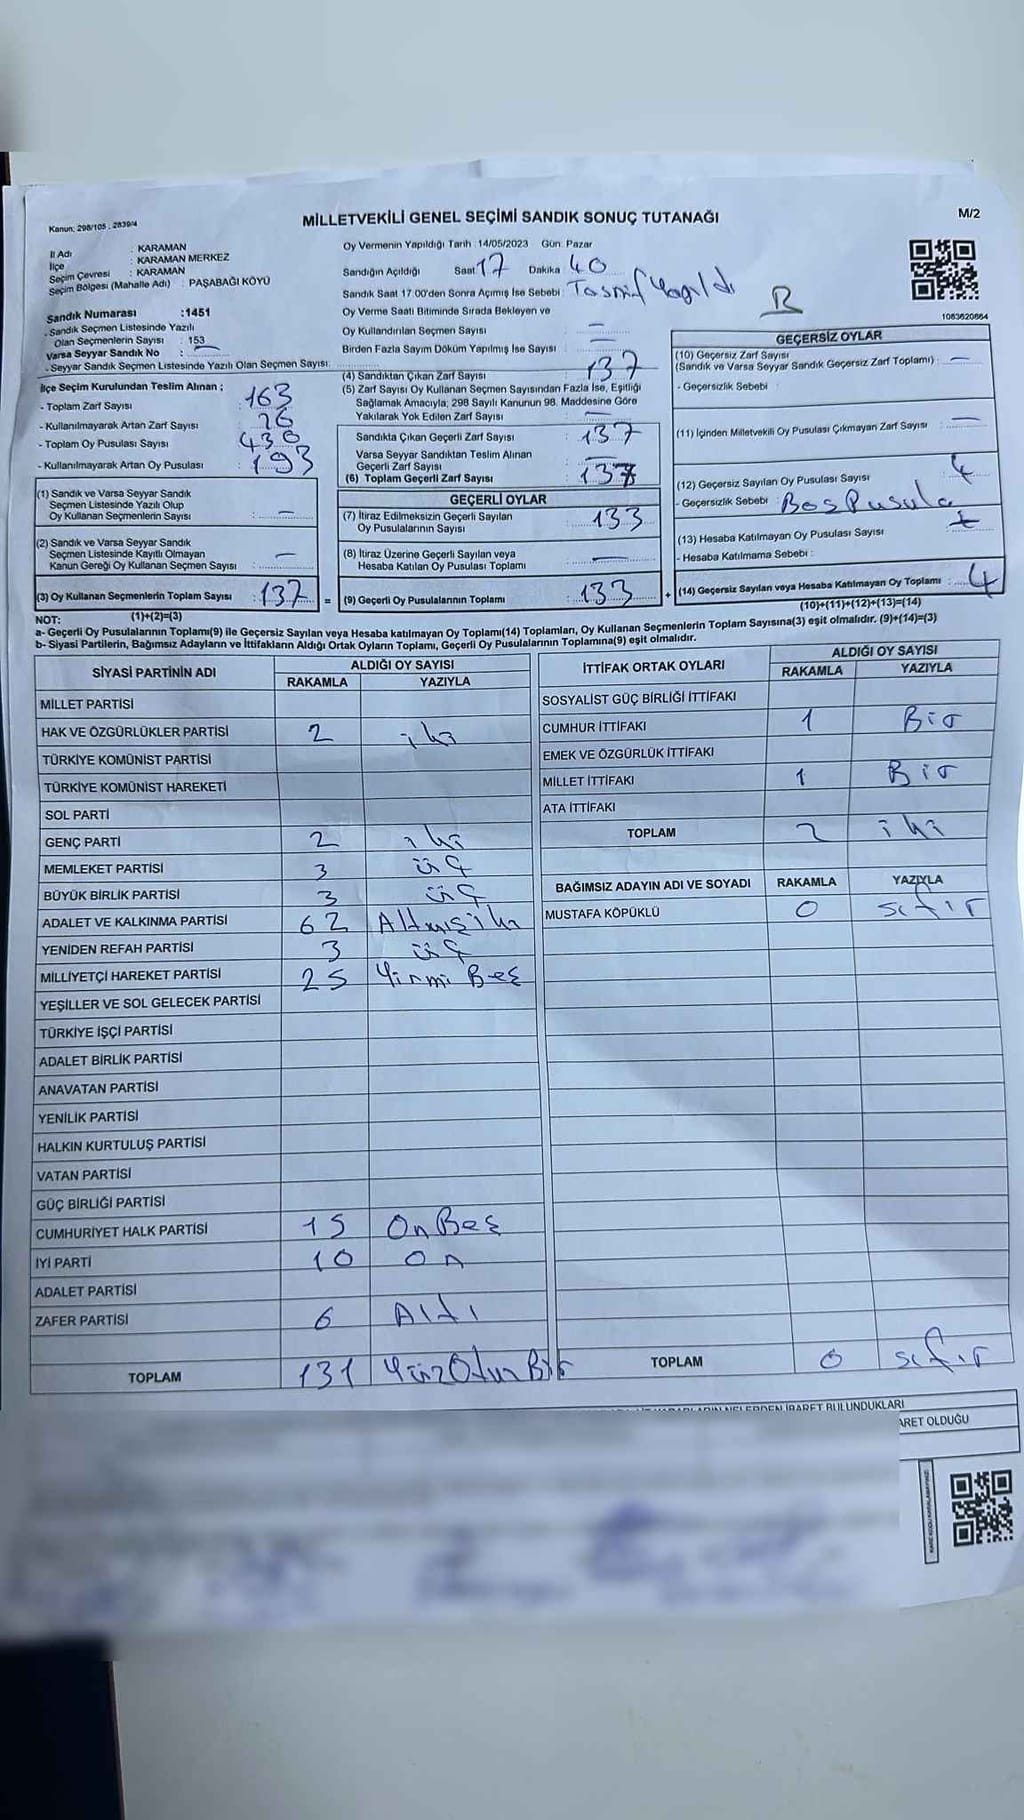 MİLLETVEKİLİ GENEL SEÇİMİ SANDIK SONUÇ TUTANAĞI
M/2
Kanun: 298/105 , 2839/4
İl Adı : KARAMAN
İlçe : KARAMAN MERKEZ
Seçim Çevresi : KARAMAN
Seçim Bölgesi (Mahalle Adı) : PAŞABAĞI KÖYÜ
Sandık Numarası :1451
- Sandık Seçmen Listesinde Yazılı
Olan Seçmenlerin Sayısı : 153
Varsa Seyyar Sandık No : —
- Seyyar Sandık Seçmen Listesinde Yazılı Olan Seçmen Sayısı:
Oy Vermenin Yapıldığı Tarih : 14/05/2023 Gün: Pazar
Sandığın Açıldığı Saat 17 Dakika 40
Sandık Saat 17.00'den Sonra Açımış İse Sebebi : Tasnif Yapıldı
Oy Verme Saati Bitiminde Sırada Bekleyen ve
Oy Kullandırılan Seçmen Sayısı : —
Birden Fazla Sayım Döküm Yapılmış İse Sayısı : —
1083620864
İlçe Seçim Kurulundan Teslim Alınan ;
- Toplam Zarf Sayısı : 163
- Kullanılmayarak Artan Zarf Sayısı : 26
- Toplam Oy Pusulası Sayısı : 430
- Kullanılmayarak Artan Oy Pusulası : 193
(1) Sandık ve Varsa Seyyar Sandık
Seçmen Listesinde Yazılı Olup
Oy Kullanan Seçmenlerin Sayısı : —
(2) Sandık ve Varsa Seyyar Sandık
Seçmen Listesinde Kayıtlı Olmayan
Kanun Gereği Oy Kullanan Seçmen Sayısı : —
(3) Oy Kullanan Seçmenlerin Toplam Sayısı : 137 =
(1)+(2)=(3)
(4) Sandıktan Çıkan Zarf Sayısı : 137
(5) Zarf Sayısı Oy Kullanan Seçmen Sayısından Fazla İse, Eşitliği
Sağlamak Amacıyla, 298 Sayılı Kanunun 98. Maddesine Göre
Yakılarak Yok Edilen Zarf Sayısı : —
Sandıkta Çıkan Geçerli Zarf Sayısı : 137
Varsa Seyyar Sandıktan Teslim Alınan
Geçerli Zarf Sayısı : —
(6) Toplam Geçerli Zarf Sayısı : 137
GEÇERLİ OYLAR
(7) İtiraz Edilmeksizin Geçerli Sayılan
Oy Pusulalarının Sayısı : 133
(8) İtiraz Üzerine Geçerli Sayılan veya
Hesaba Katılan Oy Pusulası Toplamı : —
(9) Geçerli Oy Pusulalarının Toplamı : 133 +
GEÇERSİZ OYLAR
(10) Geçersiz Zarf Sayısı
(Sandık ve Varsa Seyyar Sandık Geçersiz Zarf Toplamı) : —
- Geçersizlik Sebebi :
(11) İçinden Milletvekili Oy Pusulası Çıkmayan Zarf Sayısı : —
(12) Geçersiz Sayılan Oy Pusulası Sayısı : 4
- Geçersizlik Sebebi : Boş Pusula
(13) Hesaba Katılmayan Oy Pusulası Sayısı
- Hesaba Katılmama Sebebi :
(14) Geçersiz Sayılan veya Hesaba Katılmayan Oy Toplamı : 4
(10)+(11)+(12)+(13)=(14)
NOT:
a- Geçerli Oy Pusulalarının Toplamı(9) ile Geçersiz Sayılan veya Hesaba katılmayan Oy Toplamı(14) Toplamları, Oy Kullanan Seçmenlerin Toplam Sayısına(3) eşit olmalıdır. (9)+(14)=(3)
b- Siyasi Partilerin, Bağımsız Adayların ve İttifakların Aldığı Ortak Oyların Toplamı, Geçerli Oy Pusulalarının Toplamına(9) eşit olmalıdır.
SİYASİ PARTİNİN ADI ALDIĞI OY SAYISI
RAKAMLA YAZIYLA
MİLLET PARTİSİ
HAK VE ÖZGÜRLÜKLER PARTİSİ 2 iki
TÜRKİYE KOMÜNİST PARTİSİ
TÜRKİYE KOMÜNİST HAREKETİ
SOL PARTİ
GENÇ PARTİ 2 iki
MEMLEKET PARTİSİ 3 üÇ
BÜYÜK BİRLİK PARTİSİ 3 üÇ
ADALET VE KALKINMA PARTİSİ 62 Altmışiki
YENİDEN REFAH PARTİSİ 3 üÇ
MİLLİYETÇİ HAREKET PARTİSİ 25 Yirmi Beş
YEŞİLLER VE SOL GELECEK PARTİSİ
TÜRKİYE İŞÇİ PARTİSİ
ADALET BİRLİK PARTİSİ
ANAVATAN PARTİSİ
YENİLİK PARTİSİ
HALKIN KURTULUŞ PARTİSİ
VATAN PARTİSİ
GÜÇ BİRLİĞİ PARTİSİ
CUMHURİYET HALK PARTİSİ 15 OnBeş
İYİ PARTİ 10 On
ADALET PARTİSİ
ZAFER PARTİSİ 6 Altı
TOPLAM 131 YüzOtuzBir
İTTİFAK ORTAK OYLARI ALDIĞI OY SAYISI
RAKAMLA YAZIYLA
SOSYALİST GÜÇ BİRLİĞİ İTTİFAKI
CUMHUR İTTİFAKI 1 Bir
EMEK VE ÖZGÜRLÜK İTTİFAKI
MİLLET İTTİFAKI 1 Bir
ATA İTTİFAKI
TOPLAM 2 iki
BAĞIMSIZ ADAYIN ADI VE SOYADI RAKAMLA YAZIYLA
MUSTAFA KÖPÜKLÜ 0 sıfır
TOPLAM 0 sıfır
NELERDEN İBARET BULUNDUKLARI
ARET OLDUĞU